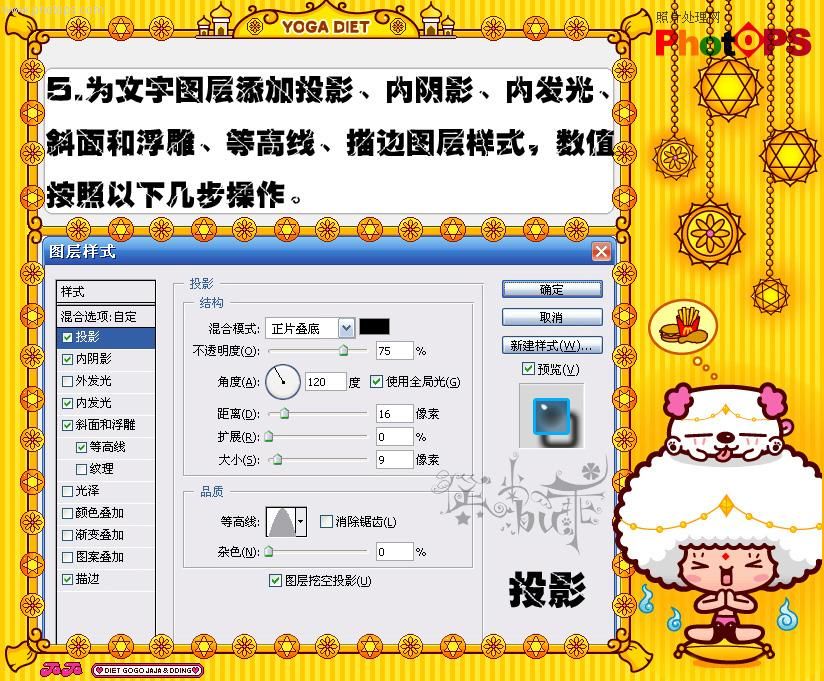 YOGA DIET
照片处理网
PhotOPS
5.为文字图层添加投影、内阴影、内发光、
斜面和浮雕、等高线、描边图层样式，数值
按照以下几步操作。
图层样式
样式
混合选项:自定
投影
内阴影
外发光
内发光
斜面和浮雕
等高线
纹理
光泽
颜色叠加
渐变叠加
图案叠加
描边
投影
结构
混合模式: 正片叠底
不透明度(O): 75 %
角度(A): 120 度 使用全局光(G)
距离(D): 16 像素
扩展(R): 0 %
大小(S): 9 像素
品质
等高线: 消除锯齿(L)
杂色(N): 0 %
图层挖空投影(U)
确定
取消
新建样式(W)...
预览(V)
投影
JaJa
DIET GOGO JAJA & DDING